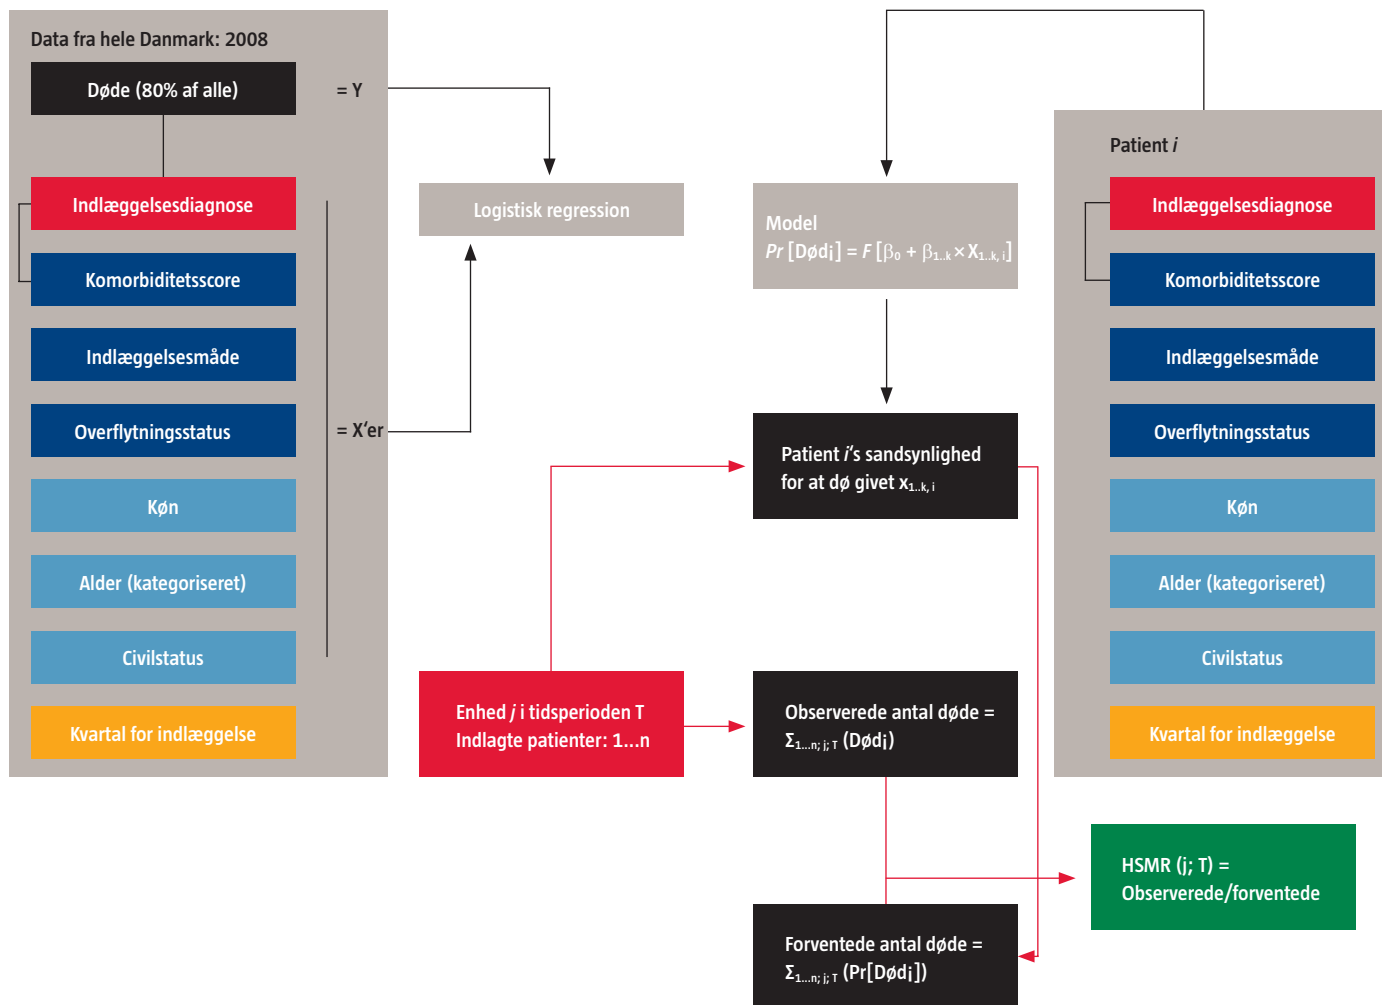 Data fra hele Danmark: 2008
Døde (80% af alle)
= Y
Indlæggelsesdiagnose
Komorbiditetsscore
Indlæggelsesmåde
Overflytningsstatus
= X'er
Køn
Alder (kategoriseret)
Civilstatus
Kvartal for indlæggelse
Logistisk regression
Model
Pr [Dødᵢ] = F [β₀ + β₁..ₖ × X₁..ₖ, ᵢ]
Patient i's sandsynlighed
for at dø givet x₁..ₖ, ᵢ
Enhed j i tidsperioden T
Indlagte patienter: 1...n
Observerede antal døde =
Σ₁...n; j; T (Dødᵢ)
Forventede antal døde =
Σ₁...n; j; T (Pr[Dødᵢ])
Patient i
Indlæggelsesdiagnose
Komorbiditetsscore
Indlæggelsesmåde
Overflytningsstatus
Køn
Alder (kategoriseret)
Civilstatus
Kvartal for indlæggelse
HSMR (j; T) =
Observerede/forventede